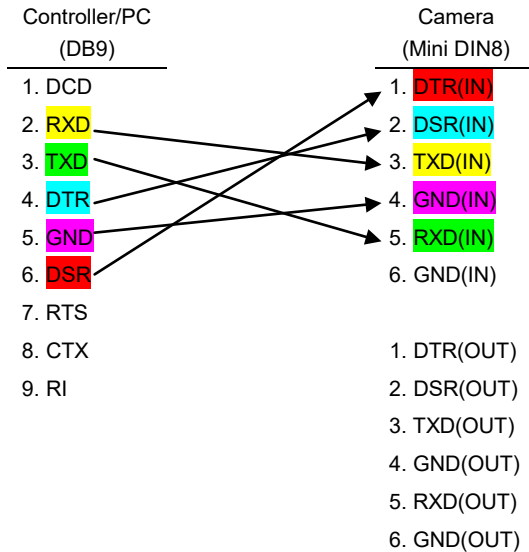 Controller/PC
(DB9)
1. DCD
2. RXD
3. TXD
4. DTR
5. GND
6. DSR
7. RTS
8. CTX
9. RI
Camera
(Mini DIN8)
1. DTR(IN)
2. DSR(IN)
3. TXD(IN)
4. GND(IN)
5. RXD(IN)
6. GND(IN)
1. DTR(OUT)
2. DSR(OUT)
3. TXD(OUT)
4. GND(OUT)
5. RXD(OUT)
6. GND(OUT)